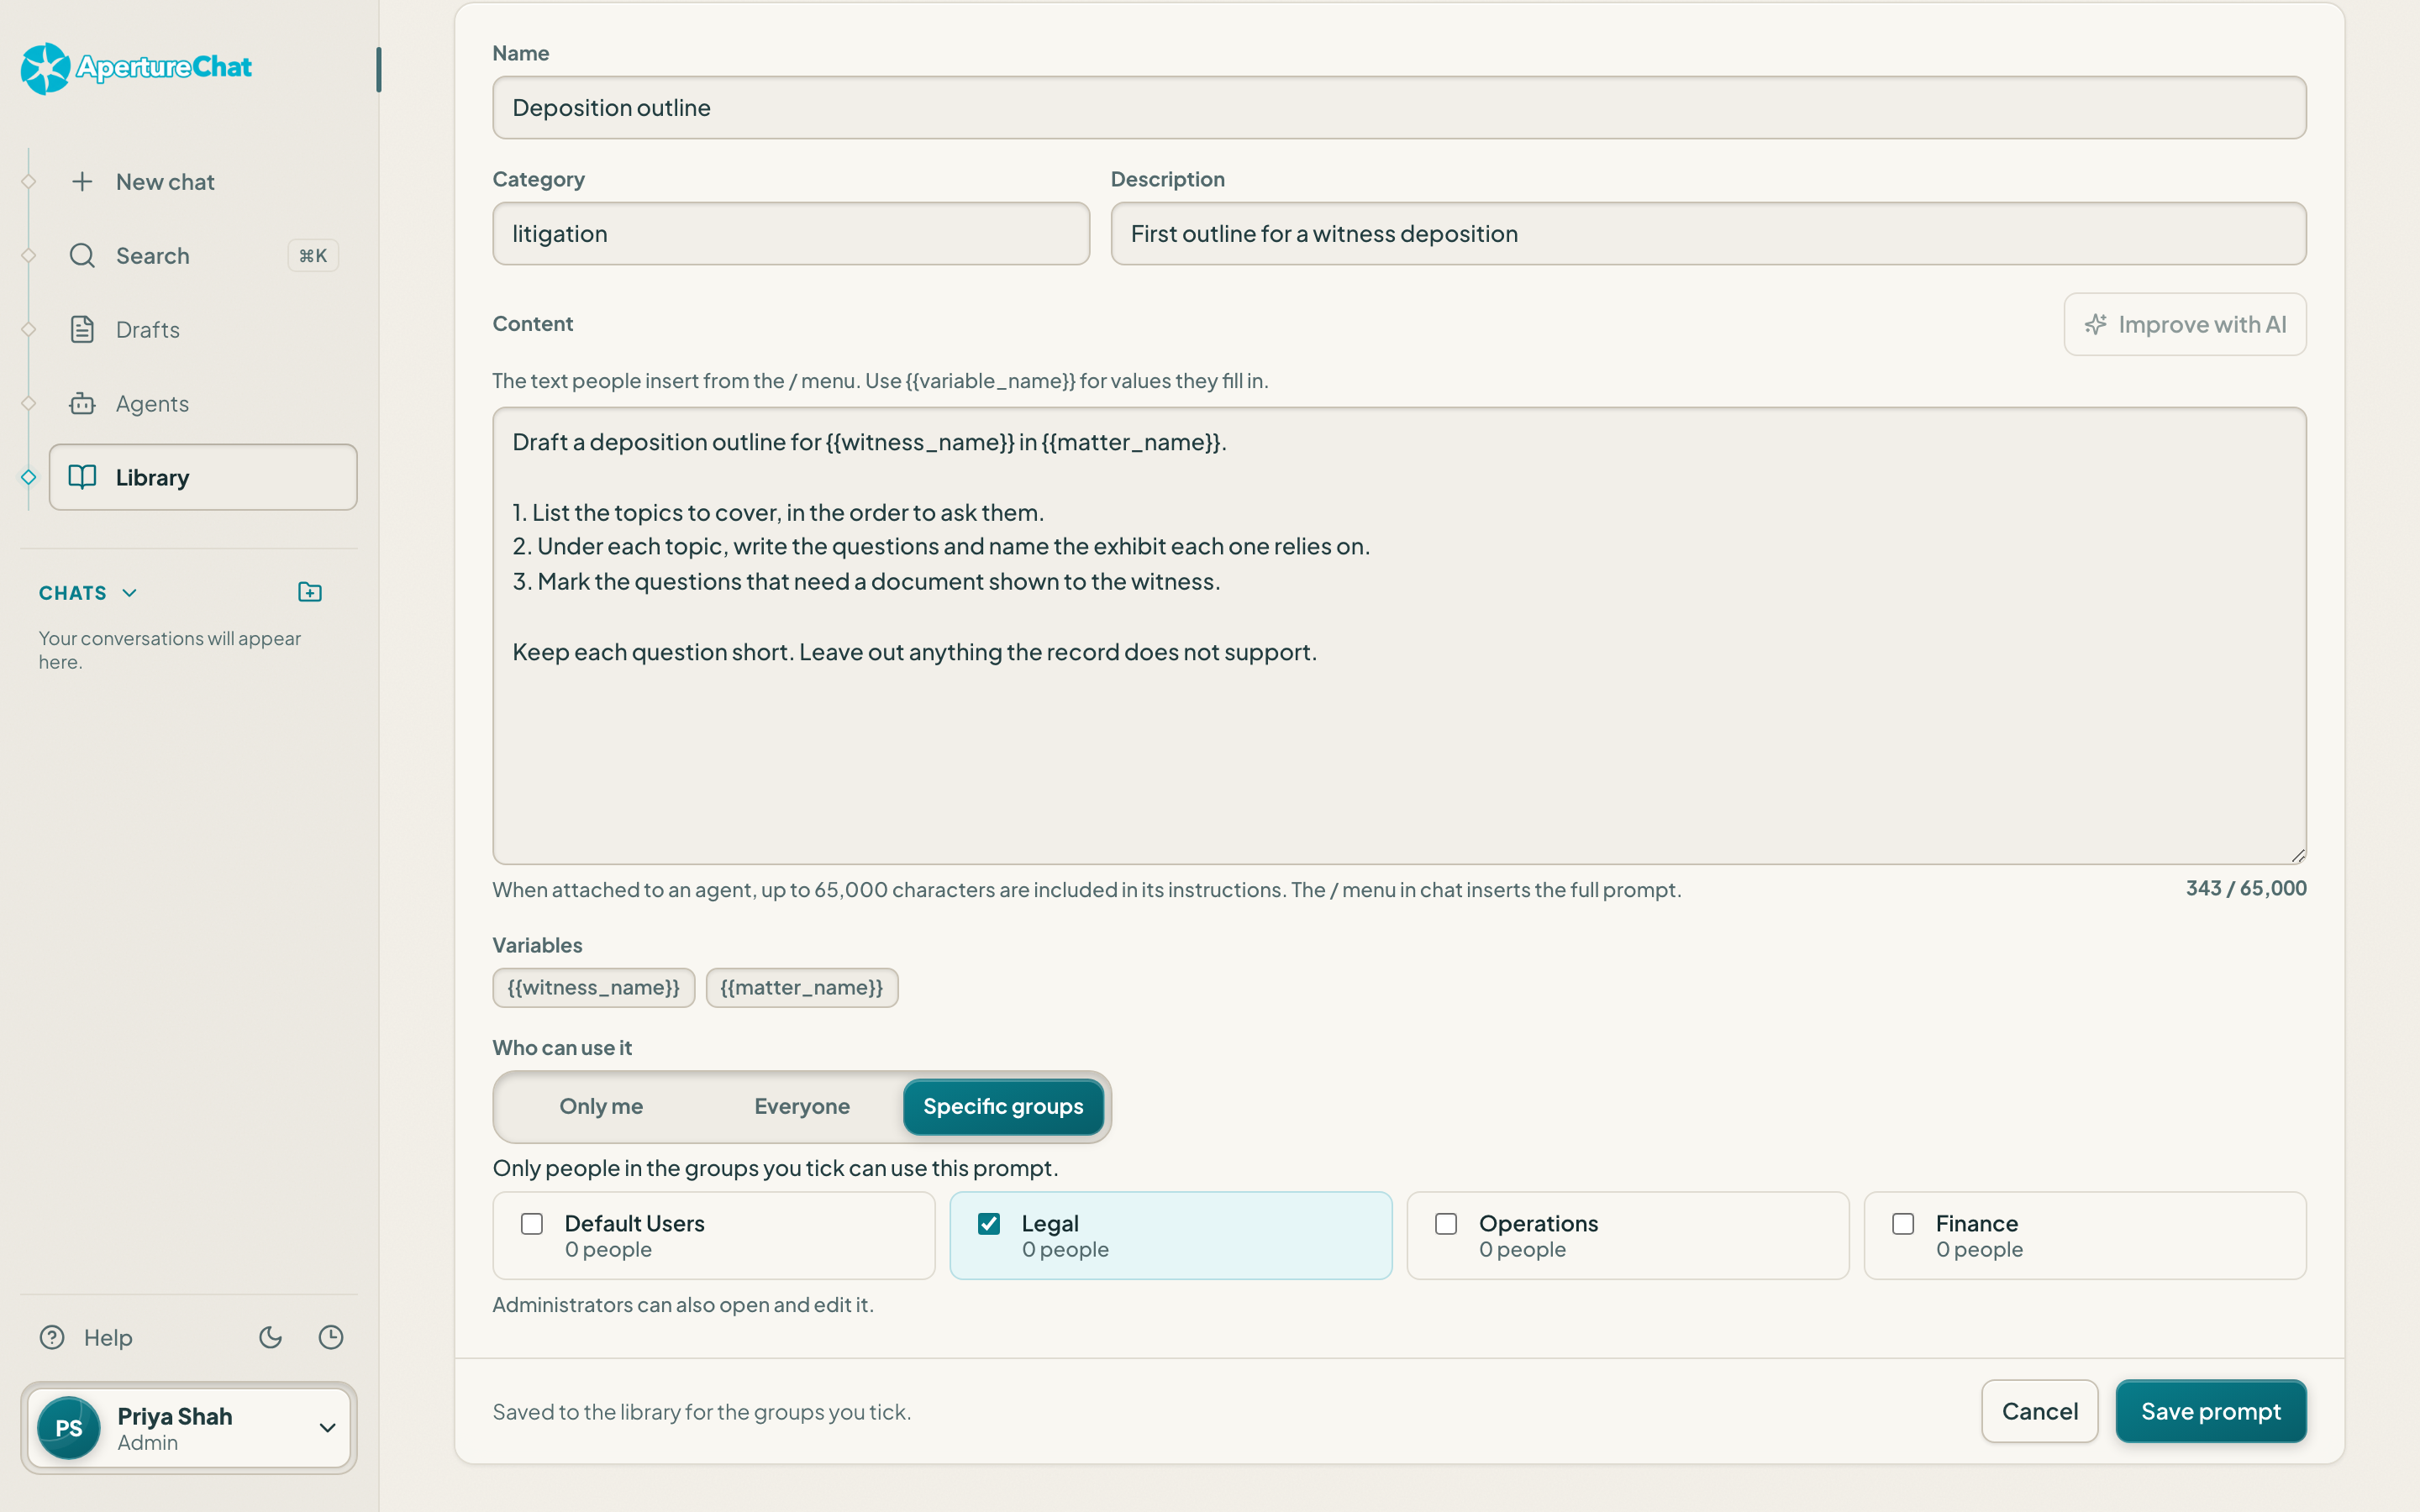 ApertureChat
New chat
Search
⌘K
Drafts
Agents
Library
CHATS
Your conversations will appear
here.
Help
PS
Priya Shah
Admin
Name
Deposition outline
Category
Description
litigation
First outline for a witness deposition
Content
Improve with AI
The text people insert from the / menu. Use {{variable_name}} for values they fill in.
Draft a deposition outline for {{witness_name}} in {{matter_name}}.
1. List the topics to cover, in the order to ask them.
2. Under each topic, write the questions and name the exhibit each one relies on.
3. Mark the questions that need a document shown to the witness.
Keep each question short. Leave out anything the record does not support.
When attached to an agent, up to 65,000 characters are included in its instructions. The / menu in chat inserts the full prompt.
343 / 65,000
Variables
{{witness_name}}
{{matter_name}}
Who can use it
Only me
Everyone
Specific groups
Only people in the groups you tick can use this prompt.
Default Users
0 people
Legal
0 people
Operations
0 people
Finance
0 people
Administrators can also open and edit it.
Saved to the library for the groups you tick.
Cancel
Save prompt